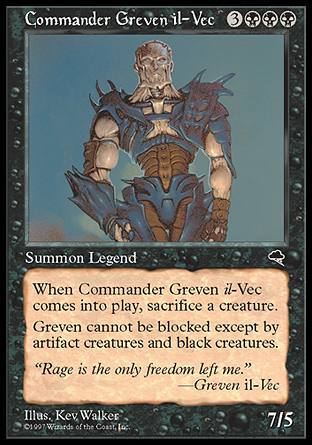 Commander Greven il-Vec 3
Summon Legend
When Commander Greven il-Vec
comes into play, sacrifice a creature.
Greven cannot be blocked except by
artifact creatures and black creatures.
"Rage is the only freedom left me."
—Greven il-Vec
Illus. Kev Walker
©1997 Wizards of the Coast, Inc.
7/5